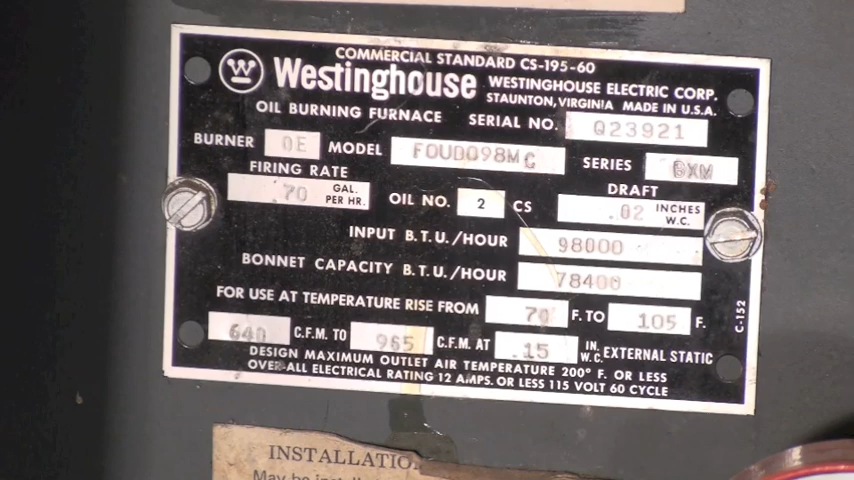 COMMERCIAL STANDARD CS-195-60
W Westinghouse WESTINGHOUSE ELECTRIC CORP.
STAUNTON, VIRGINIA MADE IN U.S.A.
OIL BURNING FURNACE SERIAL NO. Q23921
BURNER OE MODEL FOUD098MC SERIES BXM
FIRING RATE .70 GAL. PER HR. OIL NO. 2 CS DRAFT .02 INCHES W.C.
INPUT B.T.U./HOUR 98000
BONNET CAPACITY B.T.U./HOUR 78400
FOR USE AT TEMPERATURE RISE FROM 70 F. TO 105 F.
640 C.F.M. TO 965 C.F.M. AT .15 IN. W.C. EXTERNAL STATIC
DESIGN MAXIMUM OUTLET AIR TEMPERATURE 200° F. OR LESS
OVER-ALL ELECTRICAL RATING 12 AMPS. OR LESS 115 VOLT 60 CYCLE
C-152
INSTALLATIO
May be